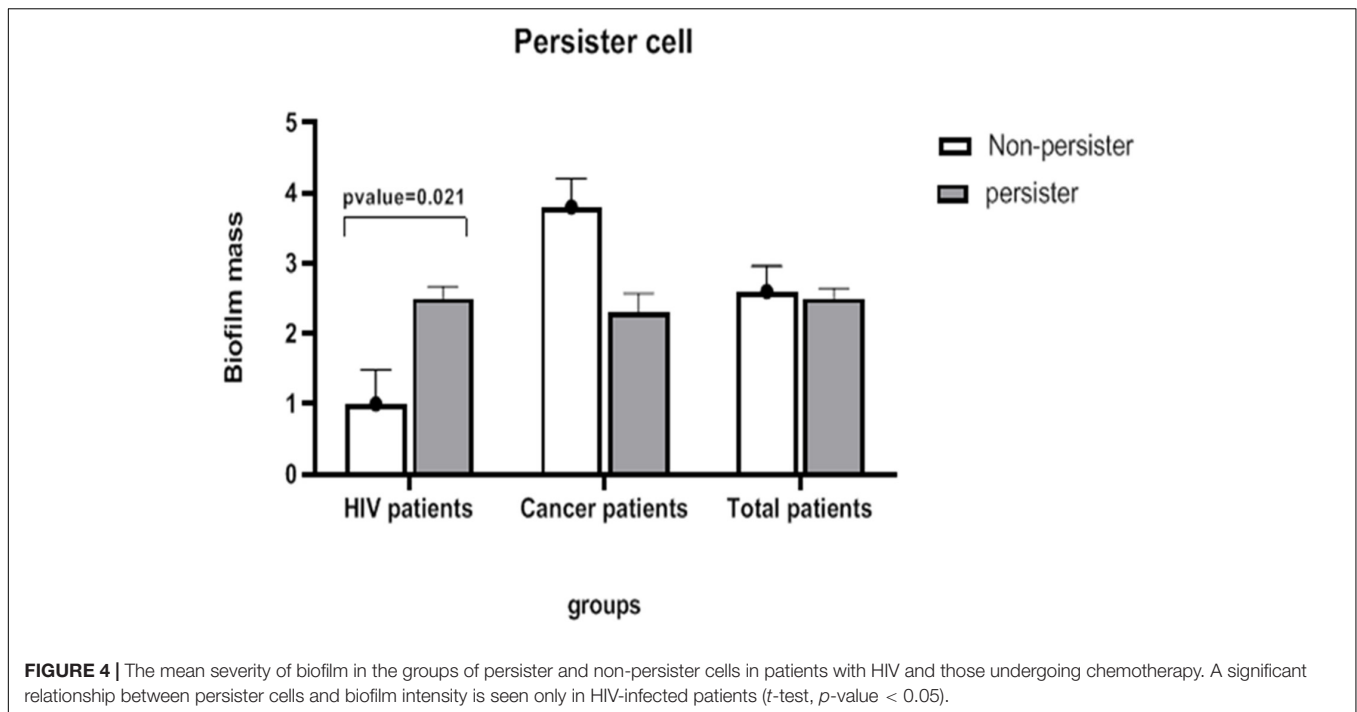 Persister cell
Non-persister
persister
pvalue=0.021
Biofilm mass
5
4
3
2
1
0
HIV patients Cancer patients Total patients
groups
FIGURE 4 | The mean severity of biofilm in the groups of persister and non-persister cells in patients with HIV and those undergoing chemotherapy. A significant
relationship between persister cells and biofilm intensity is seen only in HIV-infected patients (t-test, p-value < 0.05).